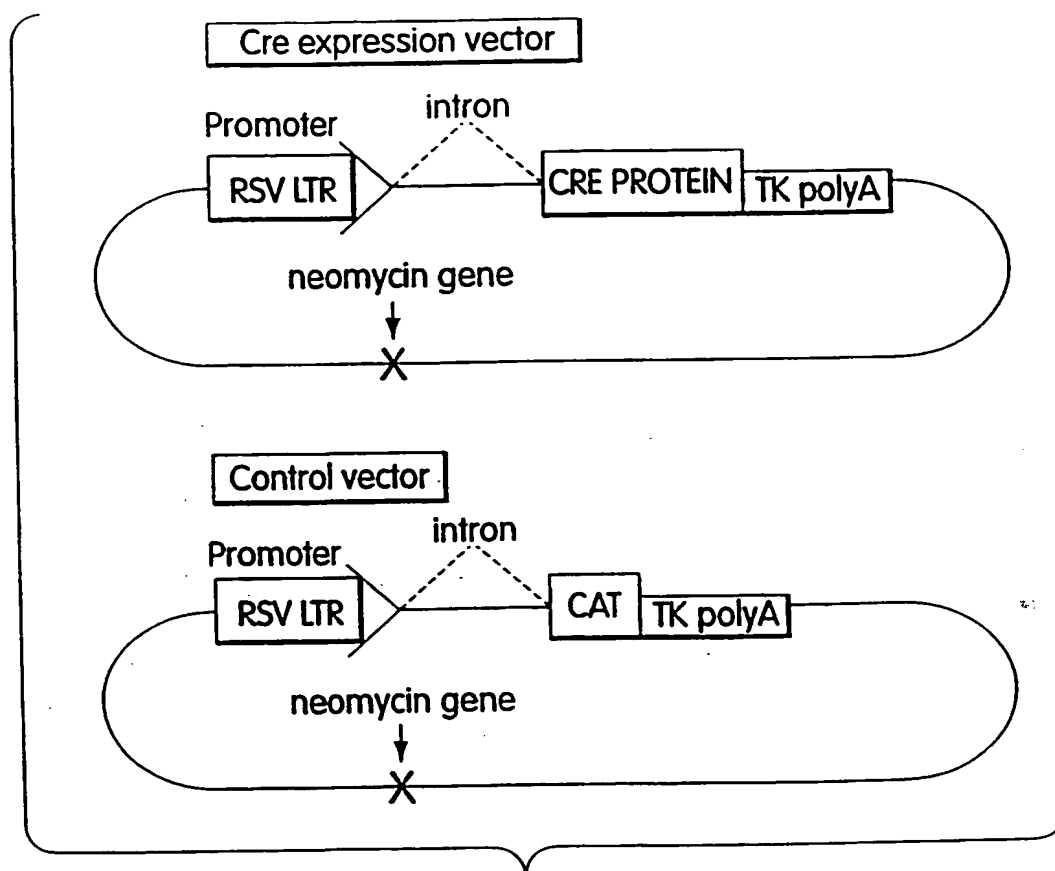 Cre expression vector
intron
Promoter
RSV LTR
CRE PROTEIN
TK polyA
neomycin gene
X
Control vector
intron
Promoter
RSV LTR
CAT
TK polyA
neomycin gene
X